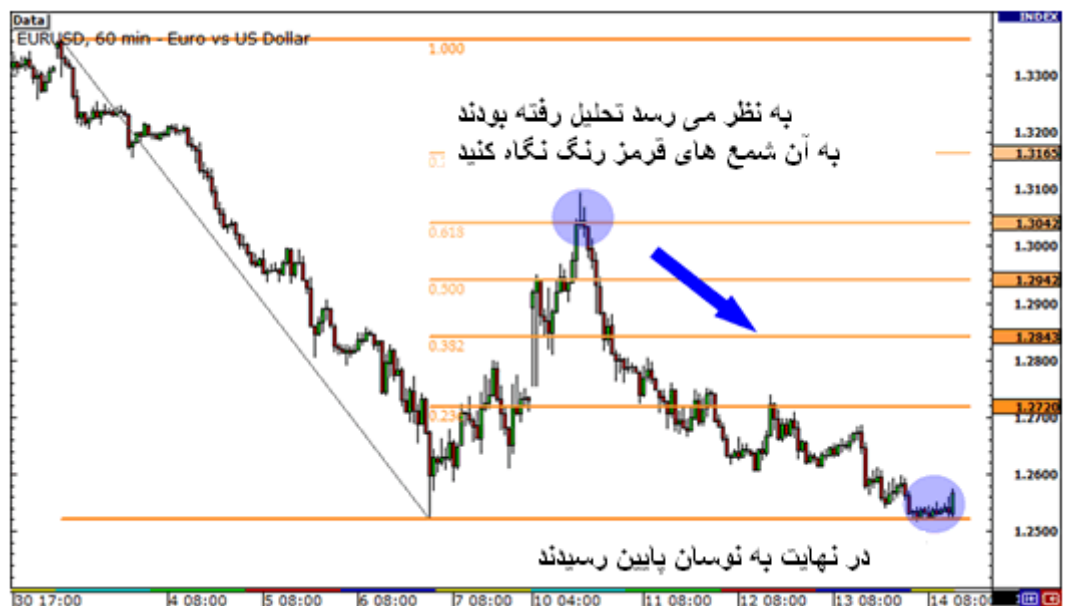 Data
INDEX
EURUSD, 60 min - Euro vs US Dollar
1.000
1.3300
به نظر می رسد تحلیل رفته بودند
1.3200
به آن شمع های قرمز رنگ نگاه کنید
1.3165
1.3100
1.3042
0.618
1.3000
1.2942
0.500
1.2900
1.2843
0.382
1.2800
1.2720
1.2700
1.2600
1.2500
در نهایت به نوسان پایین رسیدند
30 17:00 4 08:00 5 08:00 6 08:00 7 08:00 10 04:00 11 08:00 12 08:00 13 08:00 14 08:00